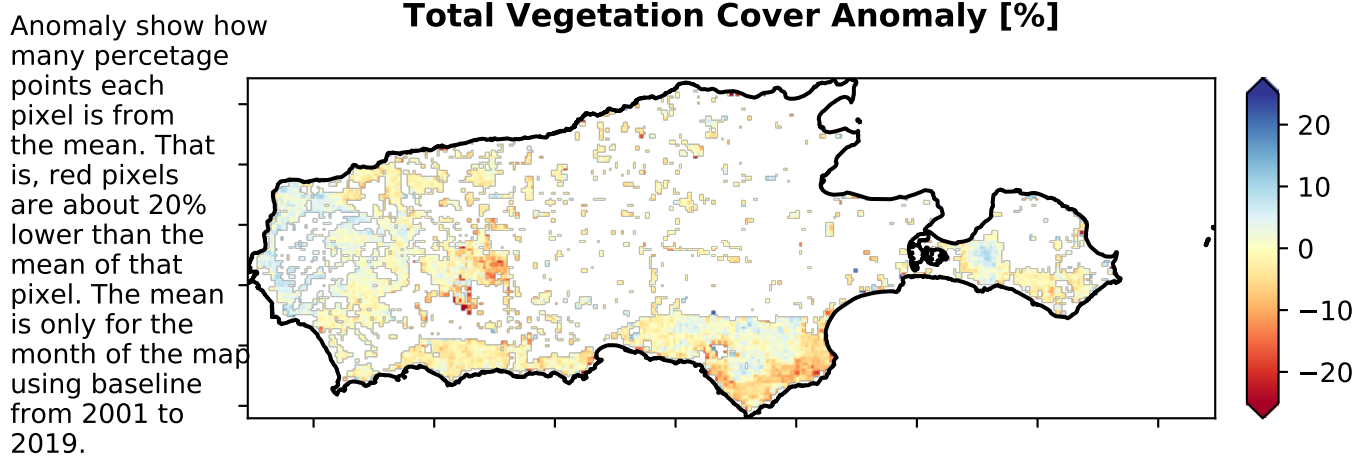 Total Vegetation Cover Anomaly [%]
Anomaly show how
many percetage
points each
pixel is from
the mean. That
is, red pixels
are about 20%
lower than the
mean of that
pixel. The mean
is only for the
month of the map
using baseline
from 2001 to
2019.
20
10
0
−10
−20